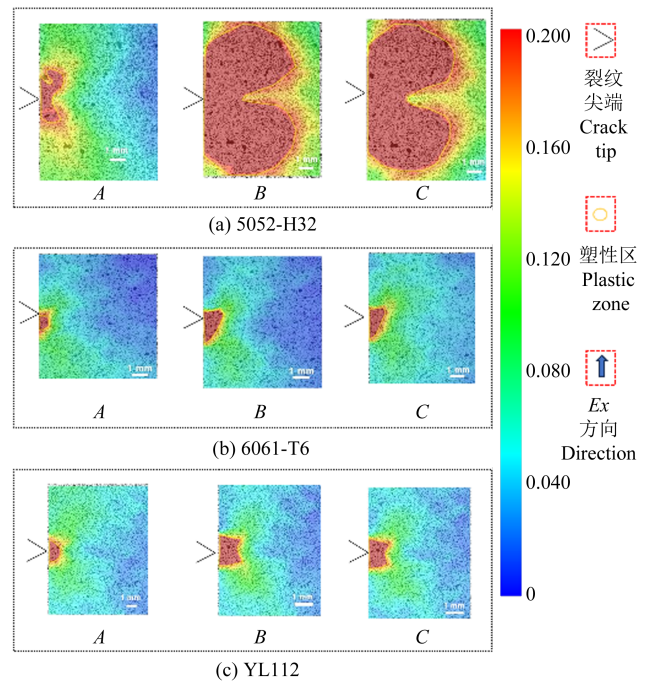 1 mm
1 mm
1 mm
A
B
C
(a) 5052-H32
1 mm
1 mm
1 mm
A
B
C
(b) 6061-T6
1 mm
1 mm
1 mm
A
B
C
(c) YL112
0.200
0.160
0.120
0.080
0.040
0
裂纹
尖端
Crack
tip
塑性区
Plastic
zone
Ex
方向
Direction